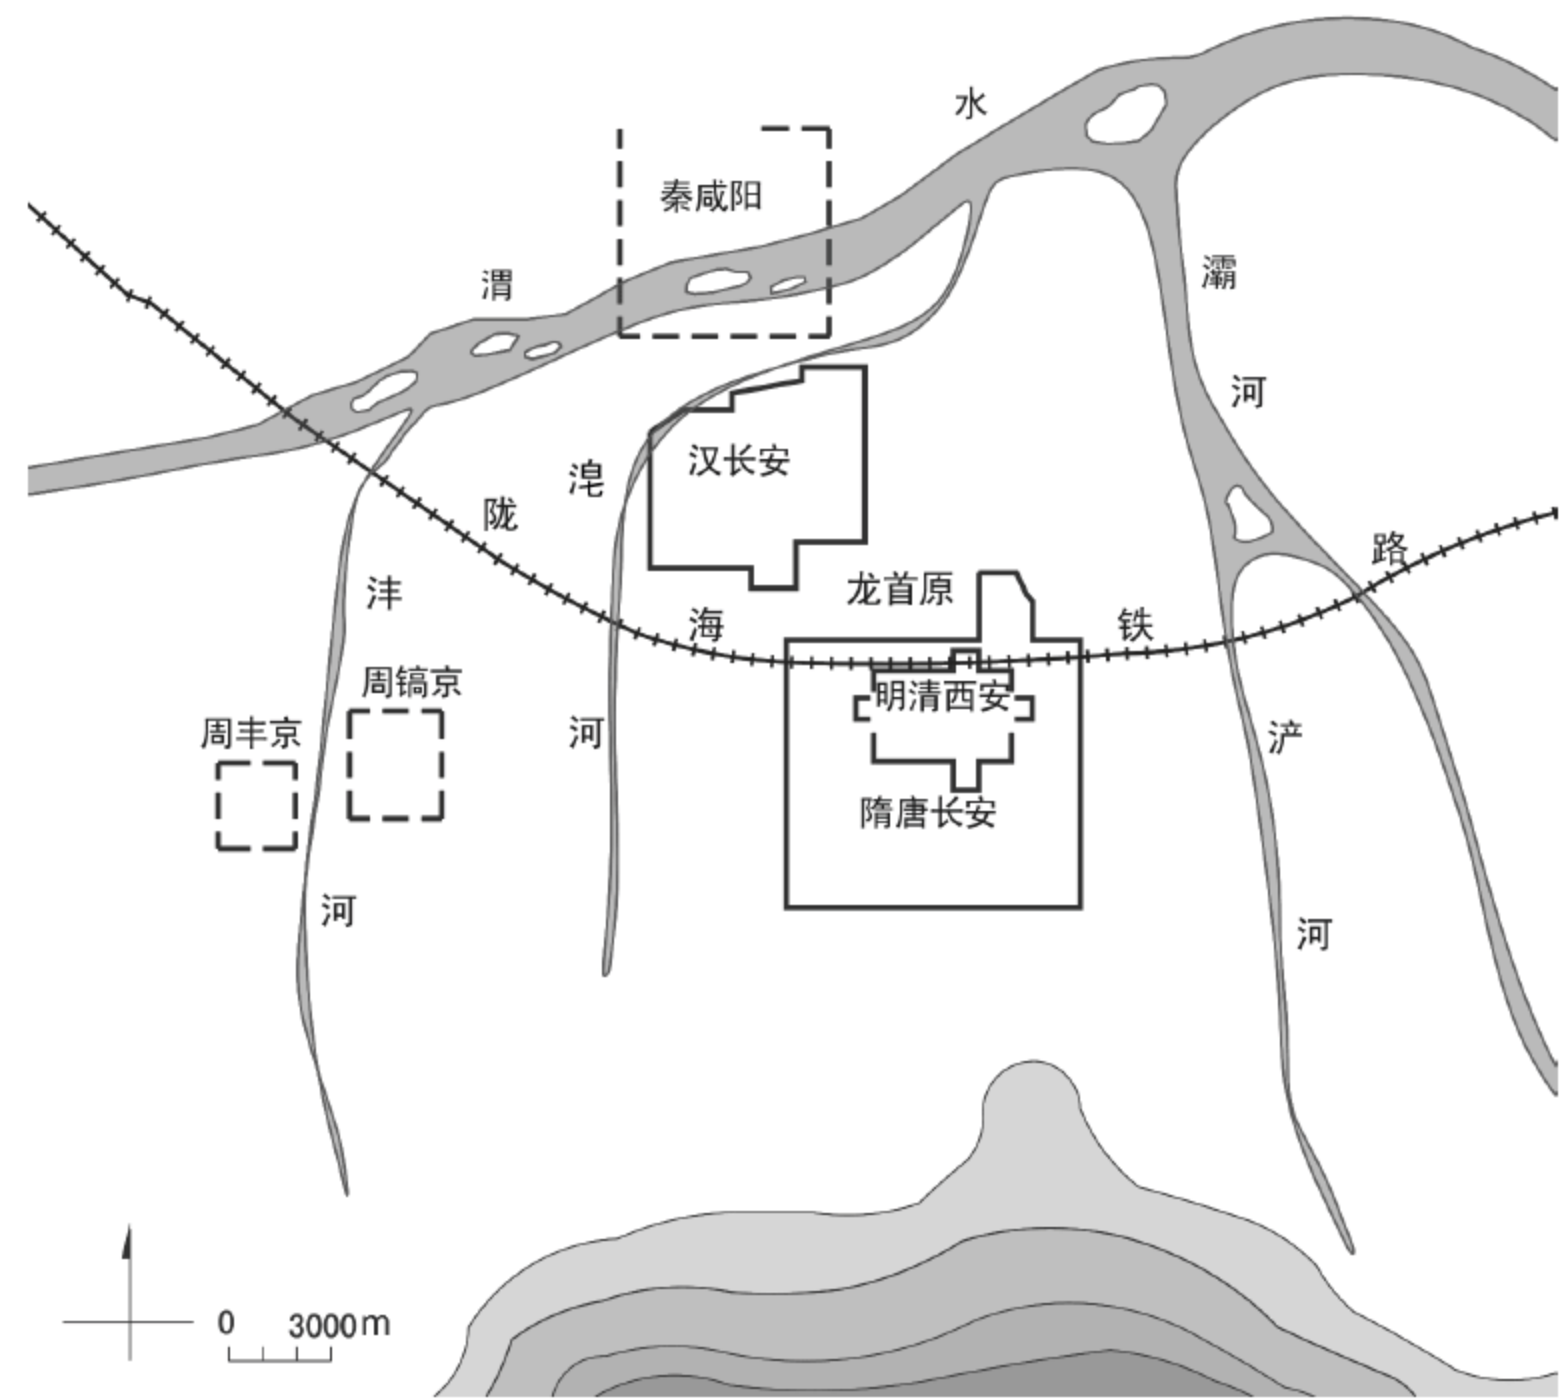 水
秦咸阳
渭
灞
河
汉长安
皂
陇
路
龙首原
沣
海
铁
周镐京
明清西安
周丰京
河
浐
隋唐长安
河
河
0 3000m